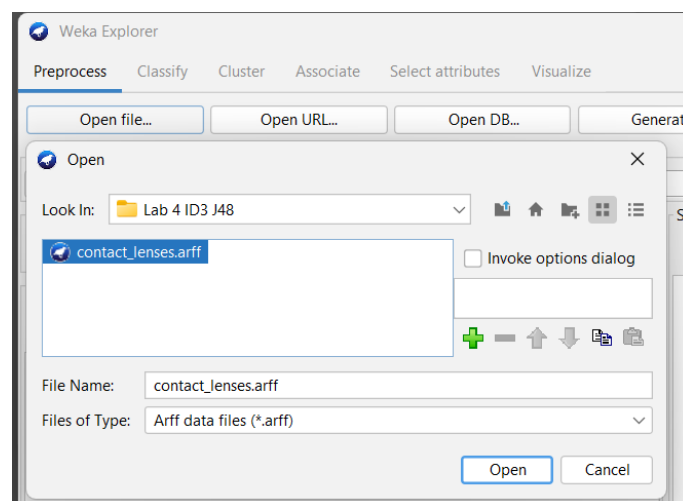 Weka Explorer
Preprocess Classify Cluster Associate Select attributes Visualize
Open file... Open URL... Open DB... Generat
Open
Look In: Lab 4 ID3 J48
contact_lenses.arff
Invoke options dialog
File Name: contact_lenses.arff
Files of Type: Arff data files (*.arff)
Open Cancel